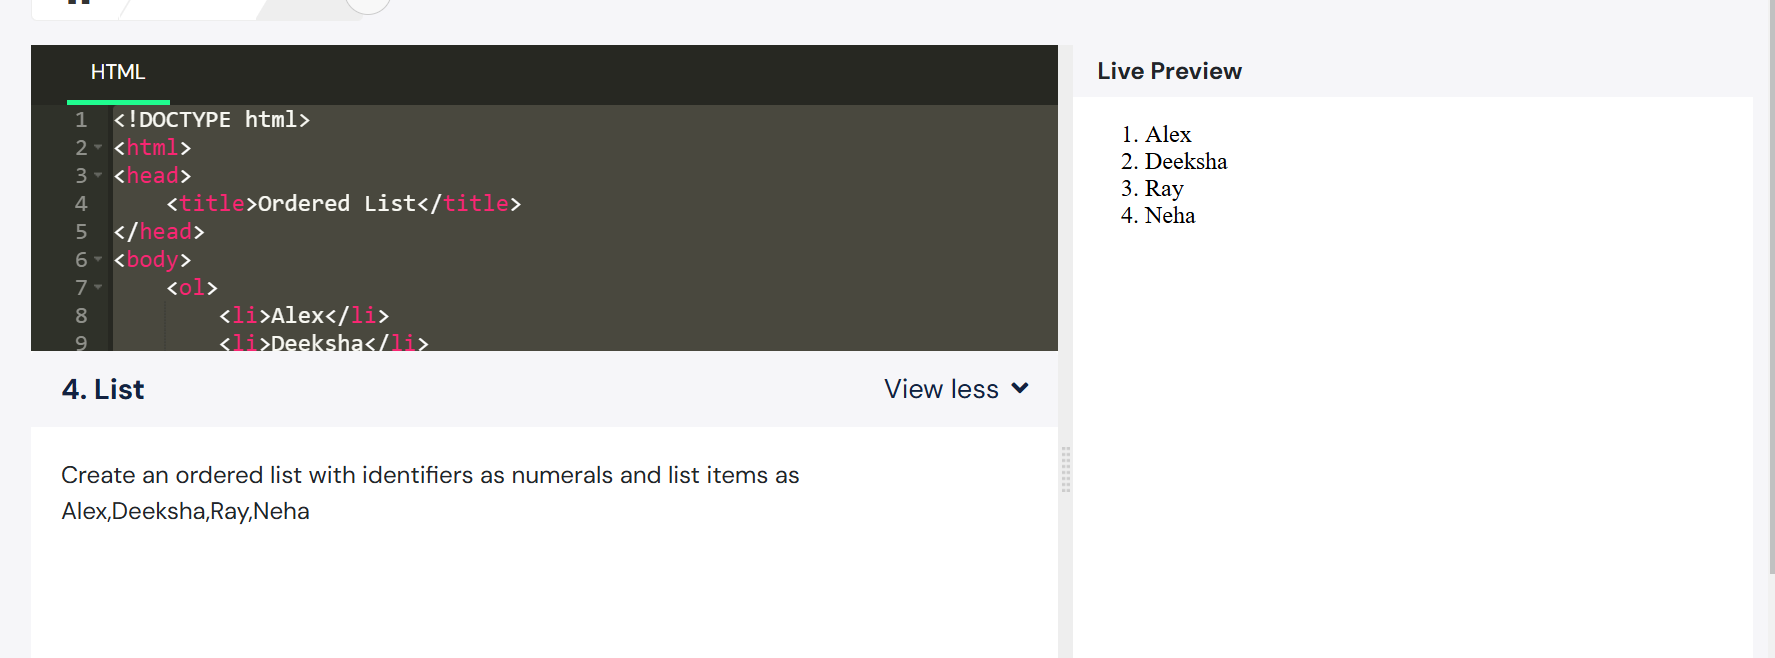 HTML
1 <!DOCTYPE html>
2 <html>
3 <head>
4 <title>Ordered List</title>
5 </head>
6 <body>
7 <ol>
8 <li>Alex</li>
9 <li>Deeksha</li>
4. List
View less
Create an ordered list with identifiers as numerals and list items as
Alex,Deeksha,Ray,Neha
Live Preview
1. Alex
2. Deeksha
3. Ray
4. Neha